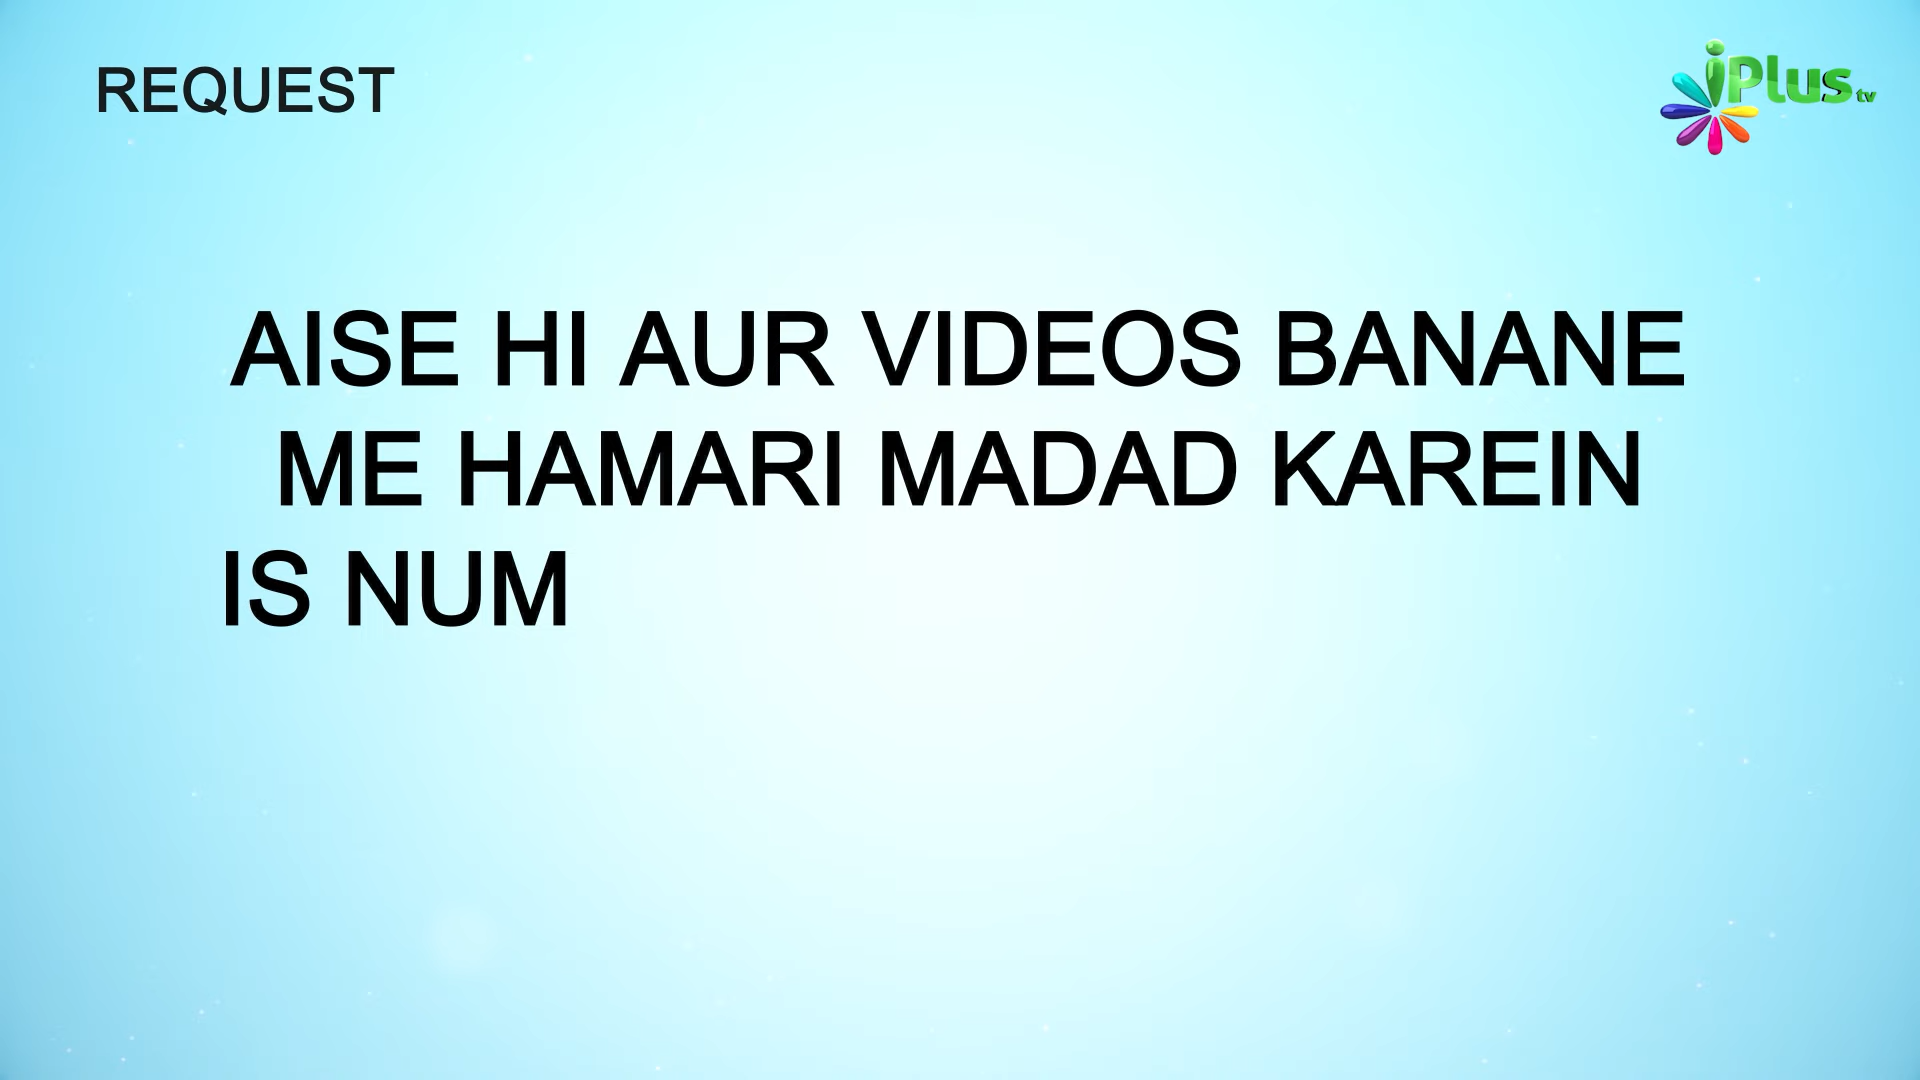 REQUEST
iPlus tv
AISE HI AUR VIDEOS BANANE
ME HAMARI MADAD KAREIN
IS NUM